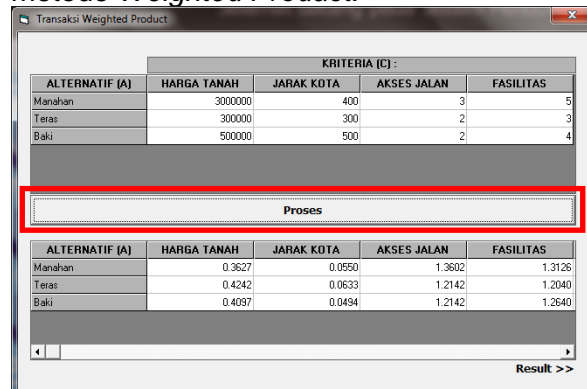 metode Weighted Product.
Transaksi Weighted Product
KRITERIA (C) :
ALTERNATIF (A) HARGA TANAH JARAK KOTA AKSES JALAN FASILITAS
Manahan 3000000 400 3 5
Teras 300000 300 2 3
Baki 500000 500 2 4
Proses
ALTERNATIF (A) HARGA TANAH JARAK KOTA AKSES JALAN FASILITAS
Manahan 0.3627 0.0550 1.3602 1.3126
Teras 0.4242 0.0633 1.2142 1.2040
Baki 0.4097 0.0494 1.2142 1.2640
Result >>